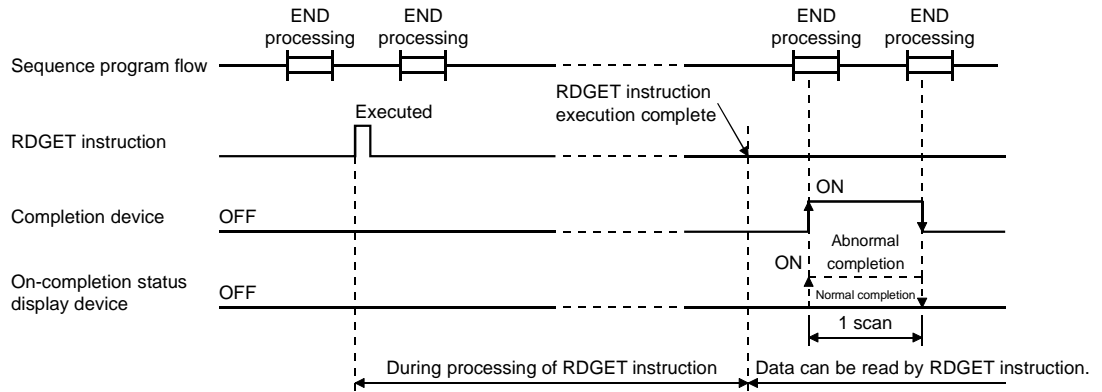 END
processing
END
processing
END
processing
END
processing
Sequence program flow
RDGET instruction
execution complete
Executed
RDGET instruction
ON
Completion device
OFF
Abnormal
completion
ON
On-completion status
display device
OFF
Normal completion
1 scan
During processing of RDGET instruction
Data can be read by RDGET instruction.